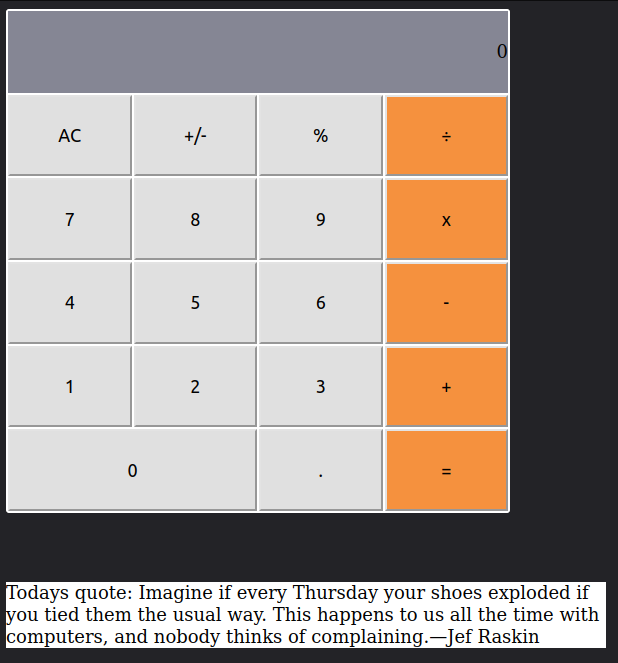 0
AC +/- % ÷
7 8 9 x
4 5 6 -
1 2 3 +
0 . =
Todays quote: Imagine if every Thursday your shoes exploded if
you tied them the usual way. This happens to us all the time with
computers, and nobody thinks of complaining.—Jef Raskin